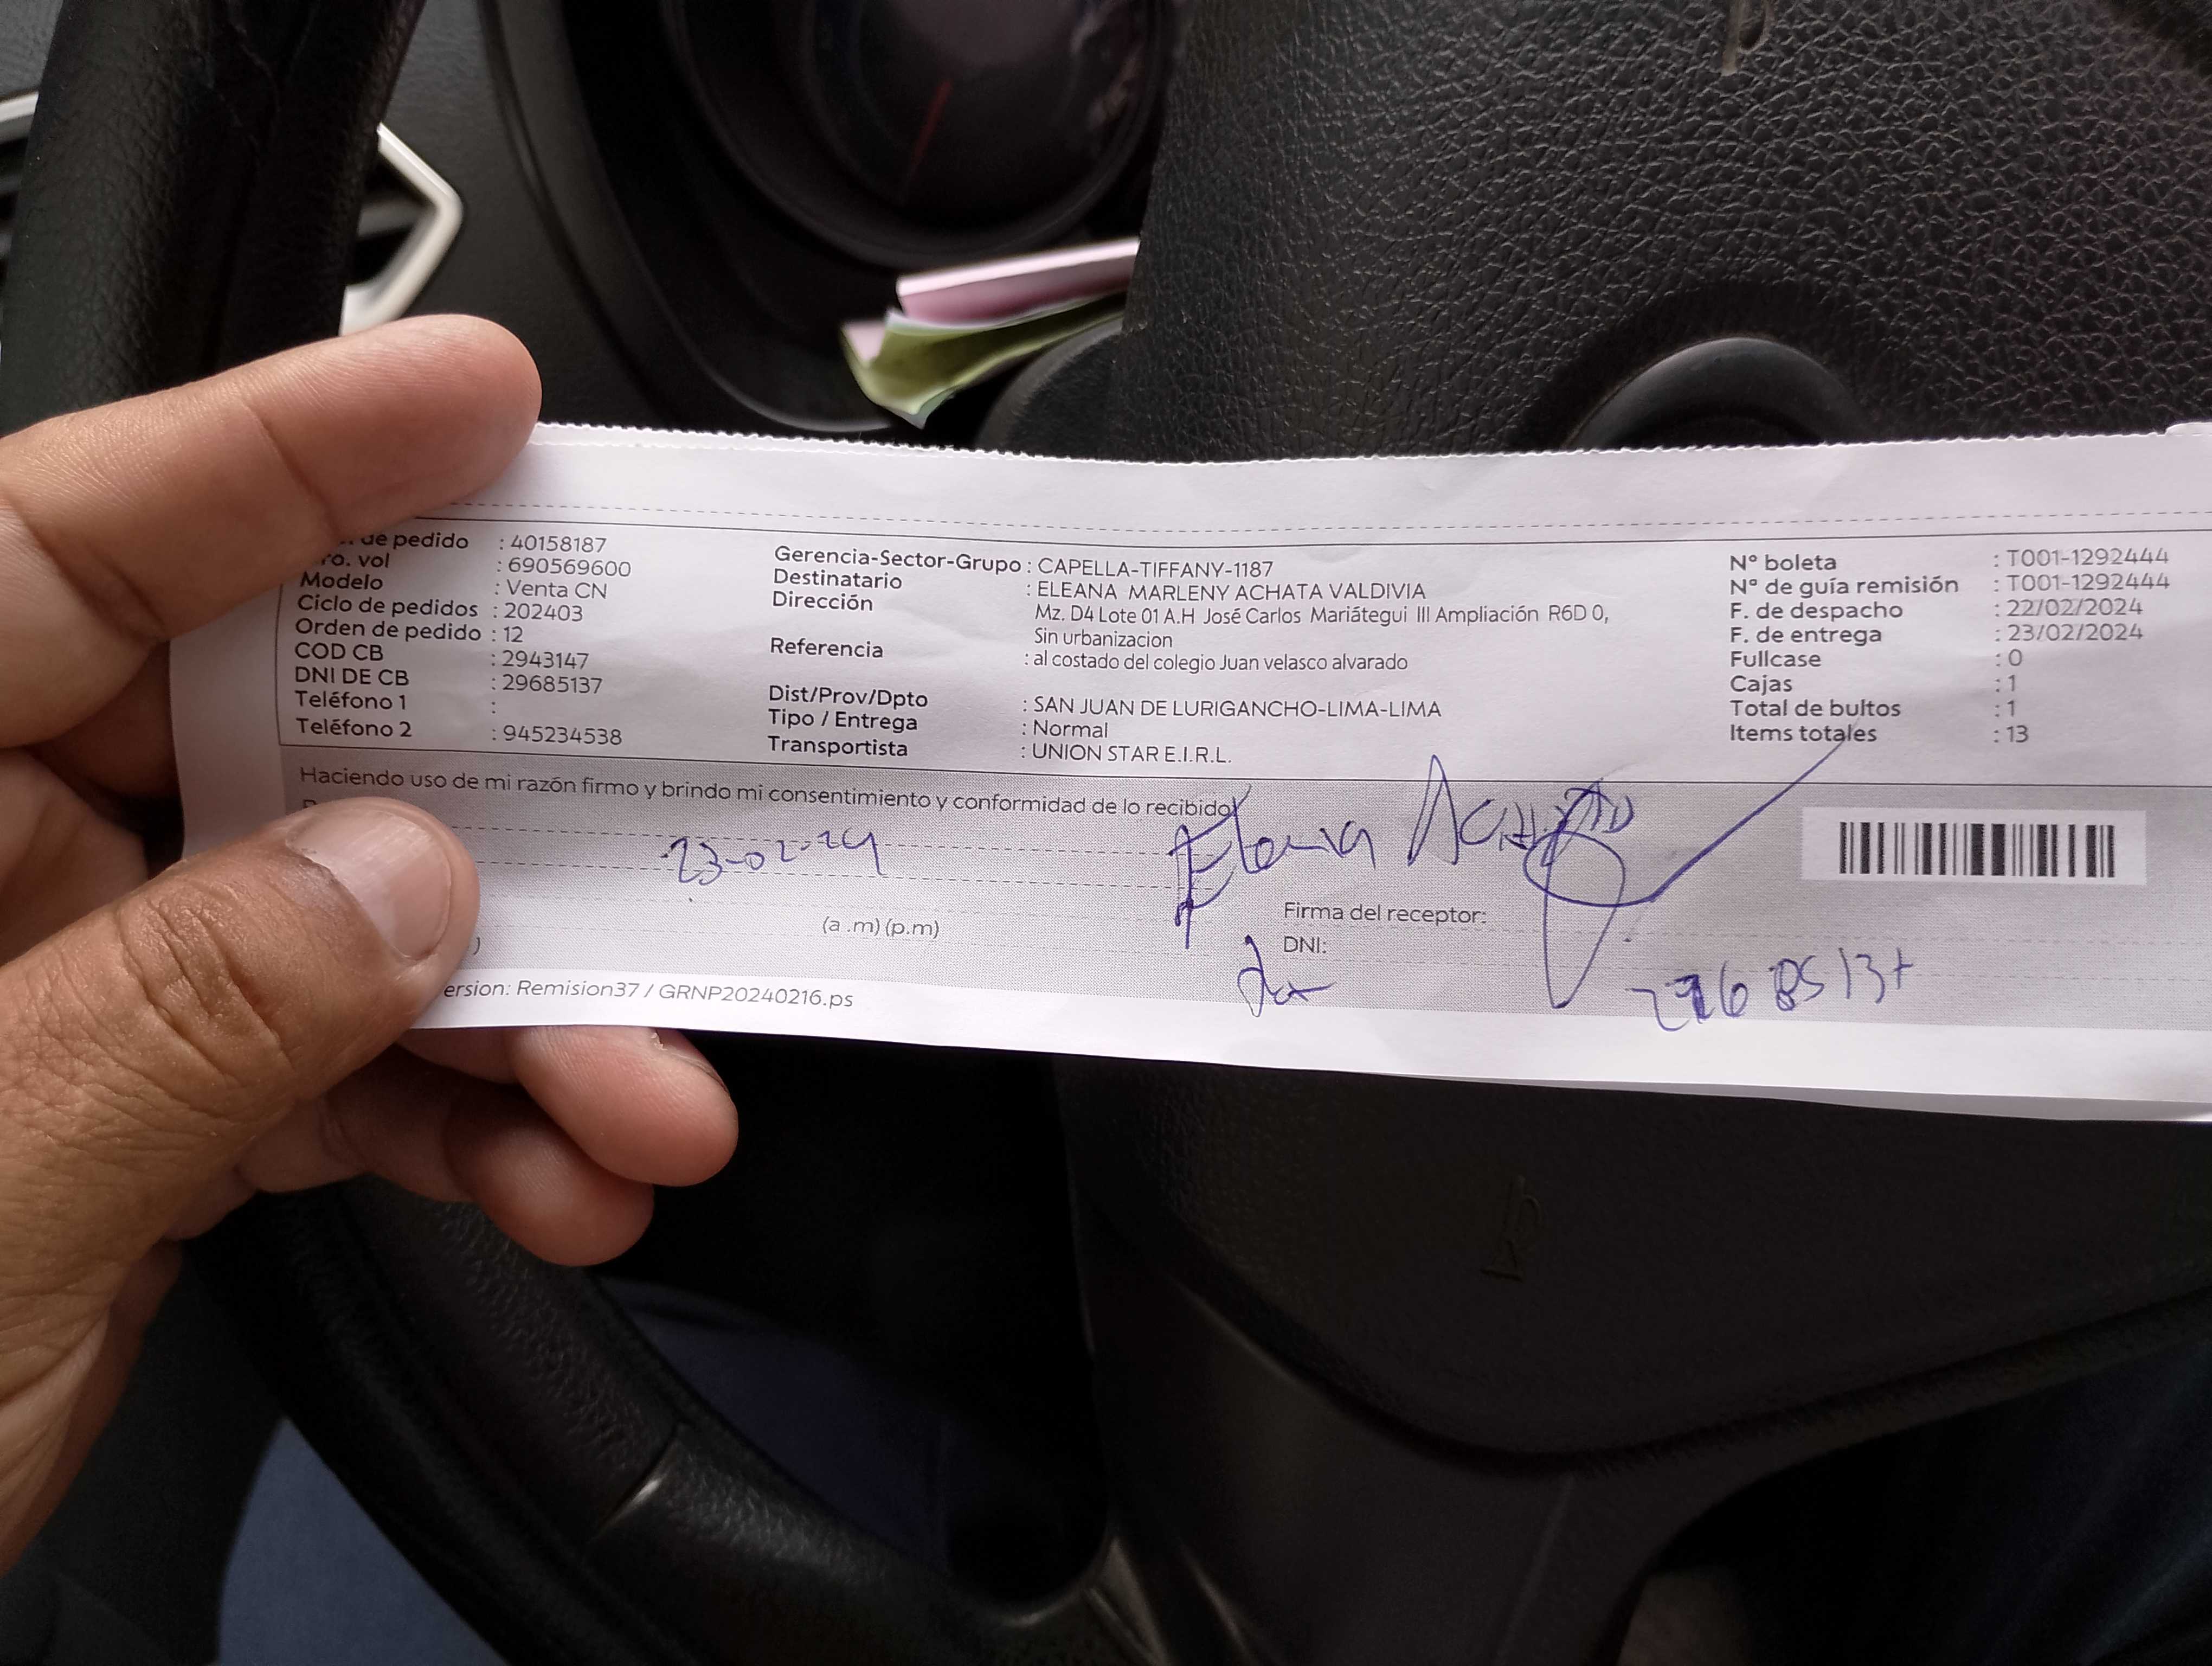 de pedido : 40158187
ro. vol : 690569600
Modelo : Venta CN
Ciclo de pedidos : 202403
Orden de pedido : 12
COD CB : 2943147
DNI DE CB : 29685137
Teléfono 1 :
Teléfono 2 : 945234538
Gerencia-Sector-Grupo : CAPELLA-TIFFANY-1187
Destinatario : ELEANA MARLENY ACHATA VALDIVIA
Dirección Mz. D4 Lote 01 A.H José Carlos Mariátegui III Ampliación R6D 0,
Sin urbanizacion
Referencia : al costado del colegio Juan velasco alvarado
Dist/Prov/Dpto : SAN JUAN DE LURIGANCHO-LIMA-LIMA
Tipo / Entrega : Normal
Transportista : UNION STAR E.I.R.L.
Nº boleta : T001-1292444
Nº de guía remisión : T001-1292444
F. de despacho : 22/02/2024
F. de entrega : 23/02/2024
Fullcase : 0
Cajas : 1
Total de bultos : 1
Items totales : 13
Haciendo uso de mi razón firmo y brindo mi consentimiento y conformidad de lo recibido
23-02-24
(a .m) (p.m)
)
Firma del receptor:
DNI:
29685137
ersion: Remision37 / GRNP20240216.ps